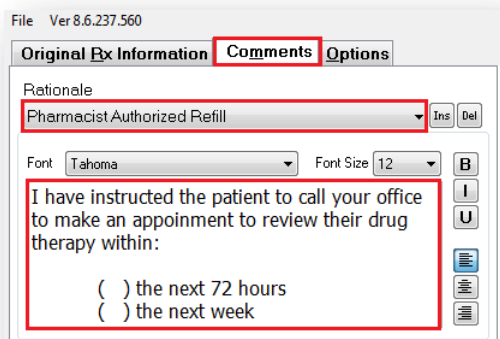 File Ver 8.6.237.560
Original Rx Information Comments Options
Rationale
Pharmacist Authorized Refill Ins Del
Font Tahoma Font Size 12 B
I have instructed the patient to call your office I
to make an appoinment to review their drug U
therapy within:
( ) the next 72 hours
( ) the next week